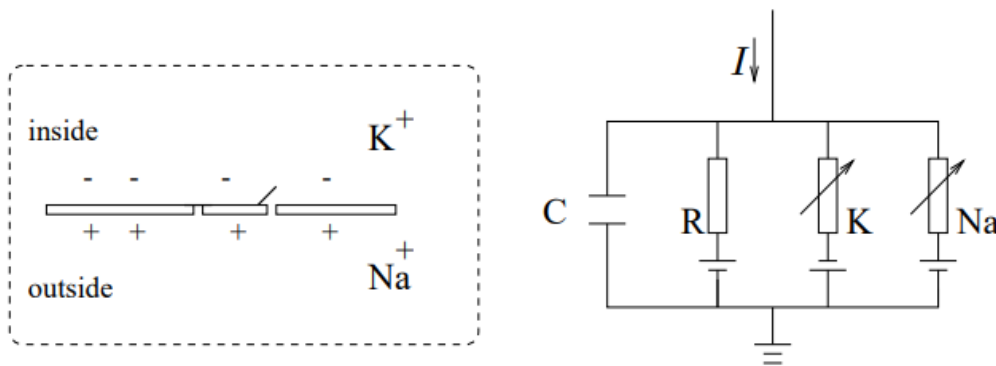 inside
K+
- - - -
+ + + +
outside
Na+
I
C
R
K
Na